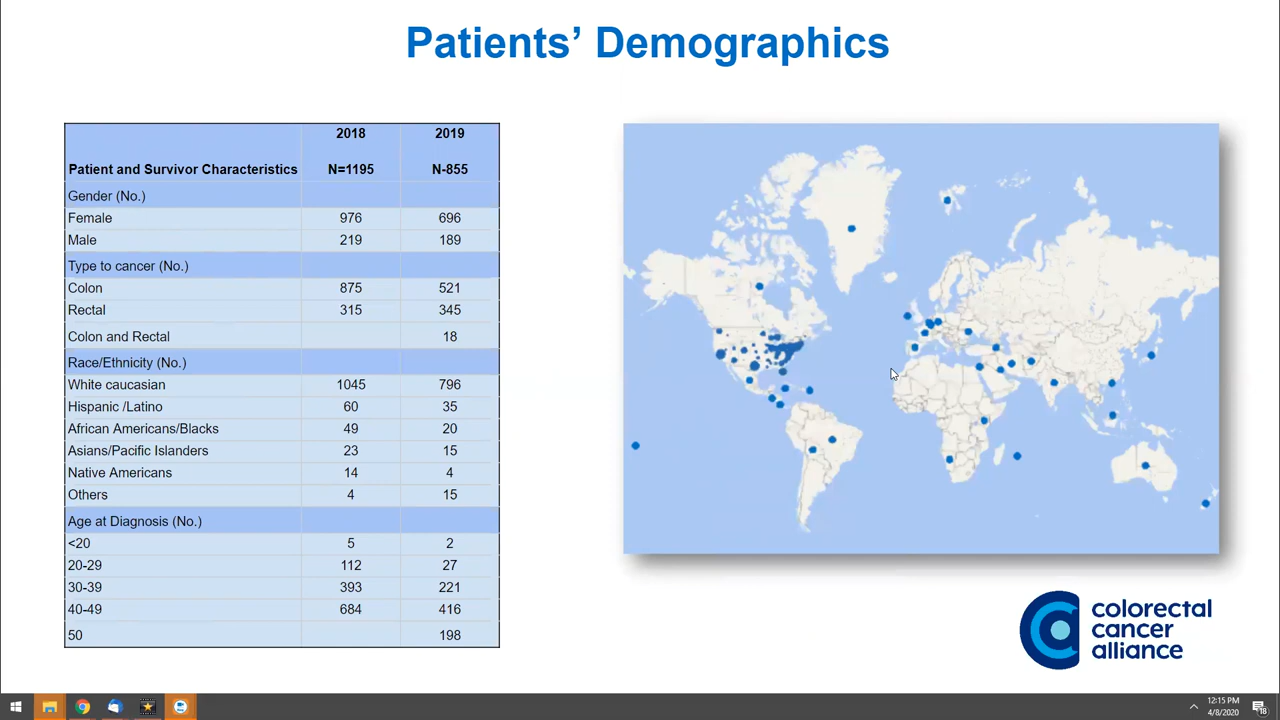 Patients’ Demographics
2018 2019
Patient and Survivor Characteristics N=1195 N-855
Gender (No.)
Female 976 696
Male 219 189
Type to cancer (No.)
Colon 875 521
Rectal 315 345
Colon and Rectal 18
Race/Ethnicity (No.)
White caucasian 1045 796
Hispanic /Latino 60 35
African Americans/Blacks 49 20
Asians/Pacific Islanders 23 15
Native Americans 14 4
Others 4 15
Age at Diagnosis (No.)
<20 5 2
20-29 112 27
30-39 393 221
40-49 684 416
50 198
colorectal
cancer
alliance
12:15 PM
4/8/2020
18